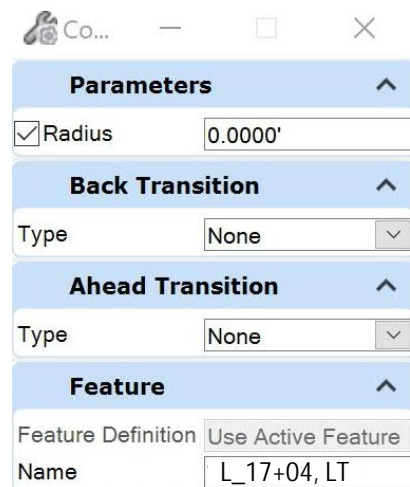 Co...
Parameters
Radius 0.0000'
Back Transition
Type None
Ahead Transition
Type None
Feature
Feature Definition Use Active Feature
Name L_17+04, LT